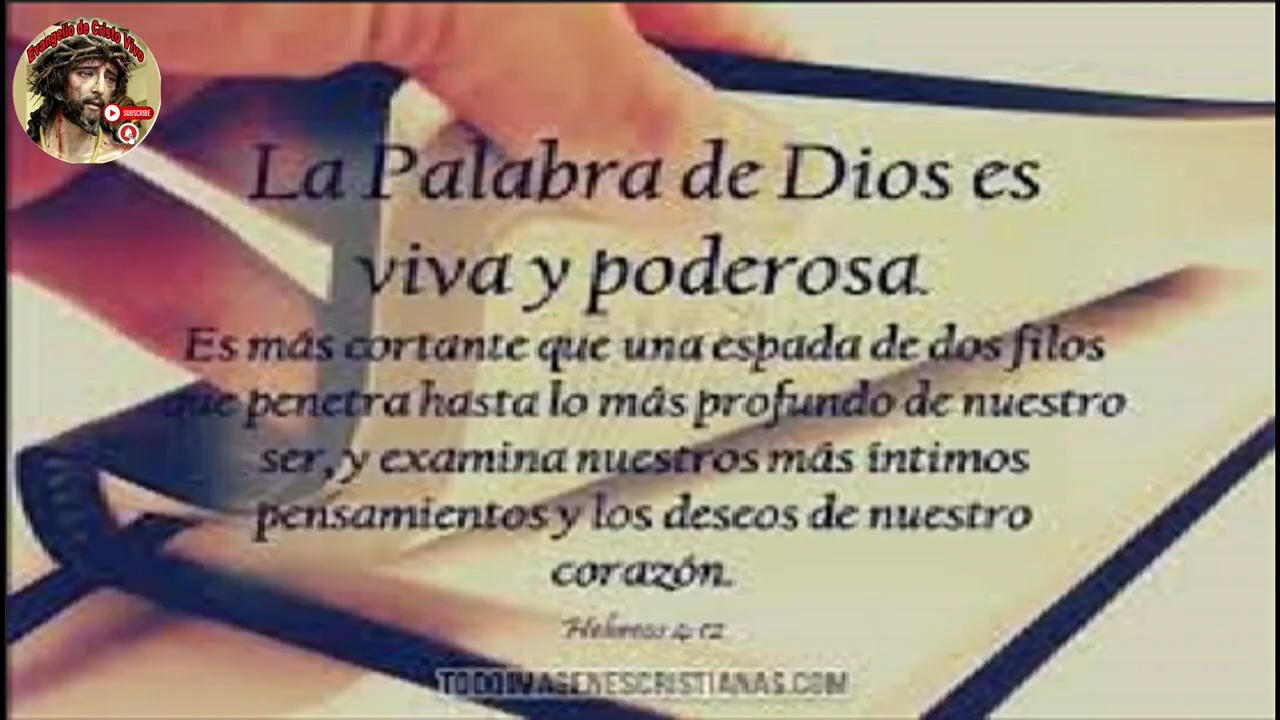 Evangelio de Cristo Vivo
SUBSCRIBE
La Palabra de Dios es
viva y poderosa.
Es más cortante que una espada de dos filos
que penetra hasta lo más profundo de nuestro
ser, y examina nuestros más íntimos
pensamientos y los deseos de nuestro
corazón.
Hebreos 4:12
TODOIMAGENESCRISTIANAS.COM